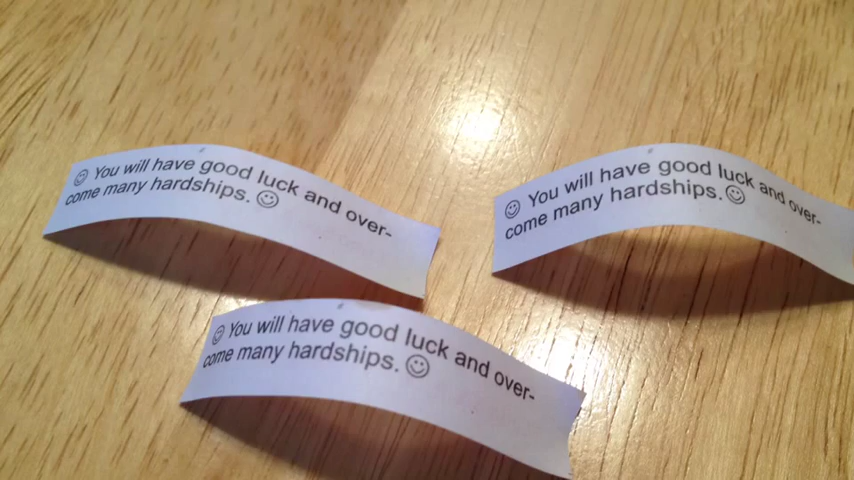 ☺ You will have good luck and over-
come many hardships. ☺
☺ You will have good luck and over-
come many hardships. ☺
☺ You will have good luck and over-
come many hardships. ☺